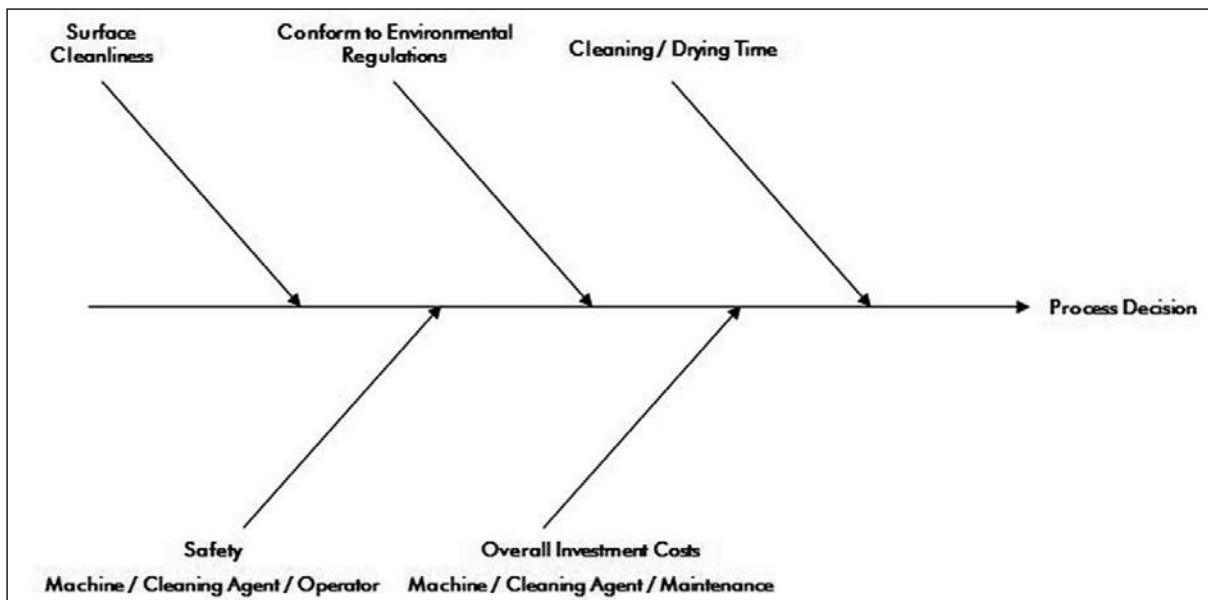 Surface
Cleanliness
Conform to Environmental
Regulations
Cleaning / Drying Time
Process Decision
Safety
Machine / Cleaning Agent / Operator
Overall Investment Costs
Machine / Cleaning Agent / Maintenance